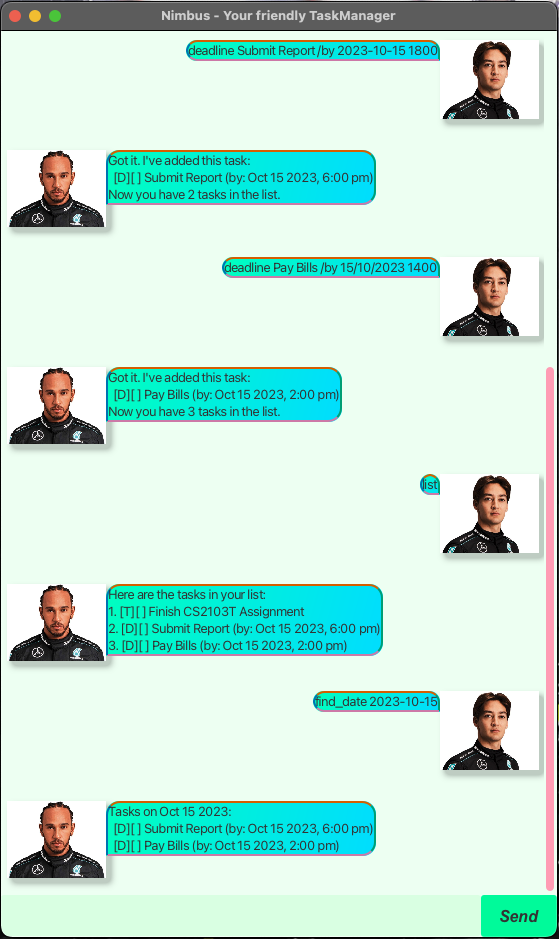 Nimbus - Your friendly TaskManager
deadline Submit Report /by 2023-10-15 1800
Got it. I've added this task:
[D][ ] Submit Report (by: Oct 15 2023, 6:00 pm)
Now you have 2 tasks in the list.
deadline Pay Bills /by 15/10/2023 1400
Got it. I've added this task:
[D][ ] Pay Bills (by: Oct 15 2023, 2:00 pm)
Now you have 3 tasks in the list.
list
Here are the tasks in your list:
1. [T][ ] Finish CS2103T Assignment
2. [D][ ] Submit Report (by: Oct 15 2023, 6:00 pm)
3. [D][ ] Pay Bills (by: Oct 15 2023, 2:00 pm)
find_date 2023-10-15
Tasks on Oct 15 2023:
[D][ ] Submit Report (by: Oct 15 2023, 6:00 pm)
[D][ ] Pay Bills (by: Oct 15 2023, 2:00 pm)
Send